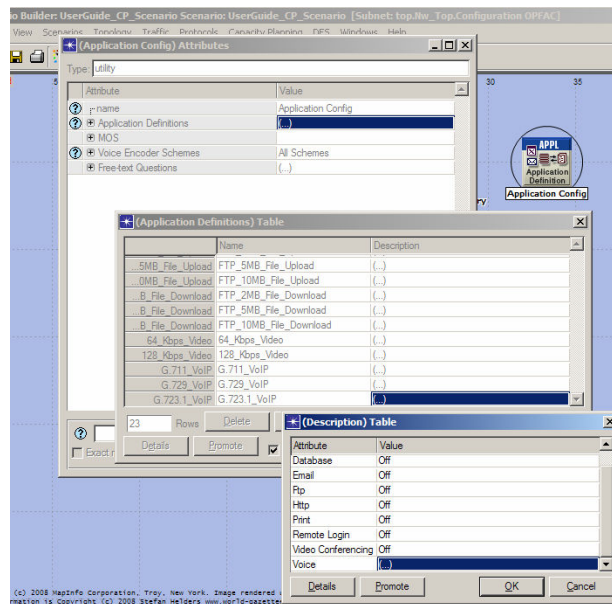 io Builder: UserGuide_CP_Scenario Scenario: UserGuide_CP_Scenario [Subnet: top.Nw_Top.Configuration OPFAC]
View Scenarios Topology Traffic Protocols Capacity Planning DES Windows Help
(Application Config) Attributes
Type: utility
Attribute Value
name Application Config
Application Definitions (...)
MOS
Voice Encoder Schemes All Schemes
Free-text Questions (...)
30 35
APPL
Application
Definition
Application Config
ry
(Application Definitions) Table
Name Description
...5MB_File_Upload FTP_5MB_File_Upload (...)
...0MB_File_Upload FTP_10MB_File_Upload (...)
...B_File_Download FTP_2MB_File_Download (...)
...B_File_Download FTP_5MB_File_Download (...)
...B_File_Download FTP_10MB_File_Download (...)
64_Kbps_Video 64_Kbps_Video (...)
128_Kbps_Video 128_Kbps_Video (...)
G.711_VoIP G.711_VoIP (...)
G.729_VoIP G.729_VoIP (...)
G.723.1_VoIP G.723.1_VoIP (...)
23 Rows Delete
Details Promote
Exact
(Description) Table
Attribute Value
Database Off
Email Off
Ftp Off
Http Off
Print Off
Remote Login Off
Video Conferencing Off
Voice (...)
Details Promote OK Cancel
(c) 2008 MapInfo Corporation, Troy, New York. Image rendered
rmation is Copyright (c) 2008 Stefan Helders www.world-gazettee